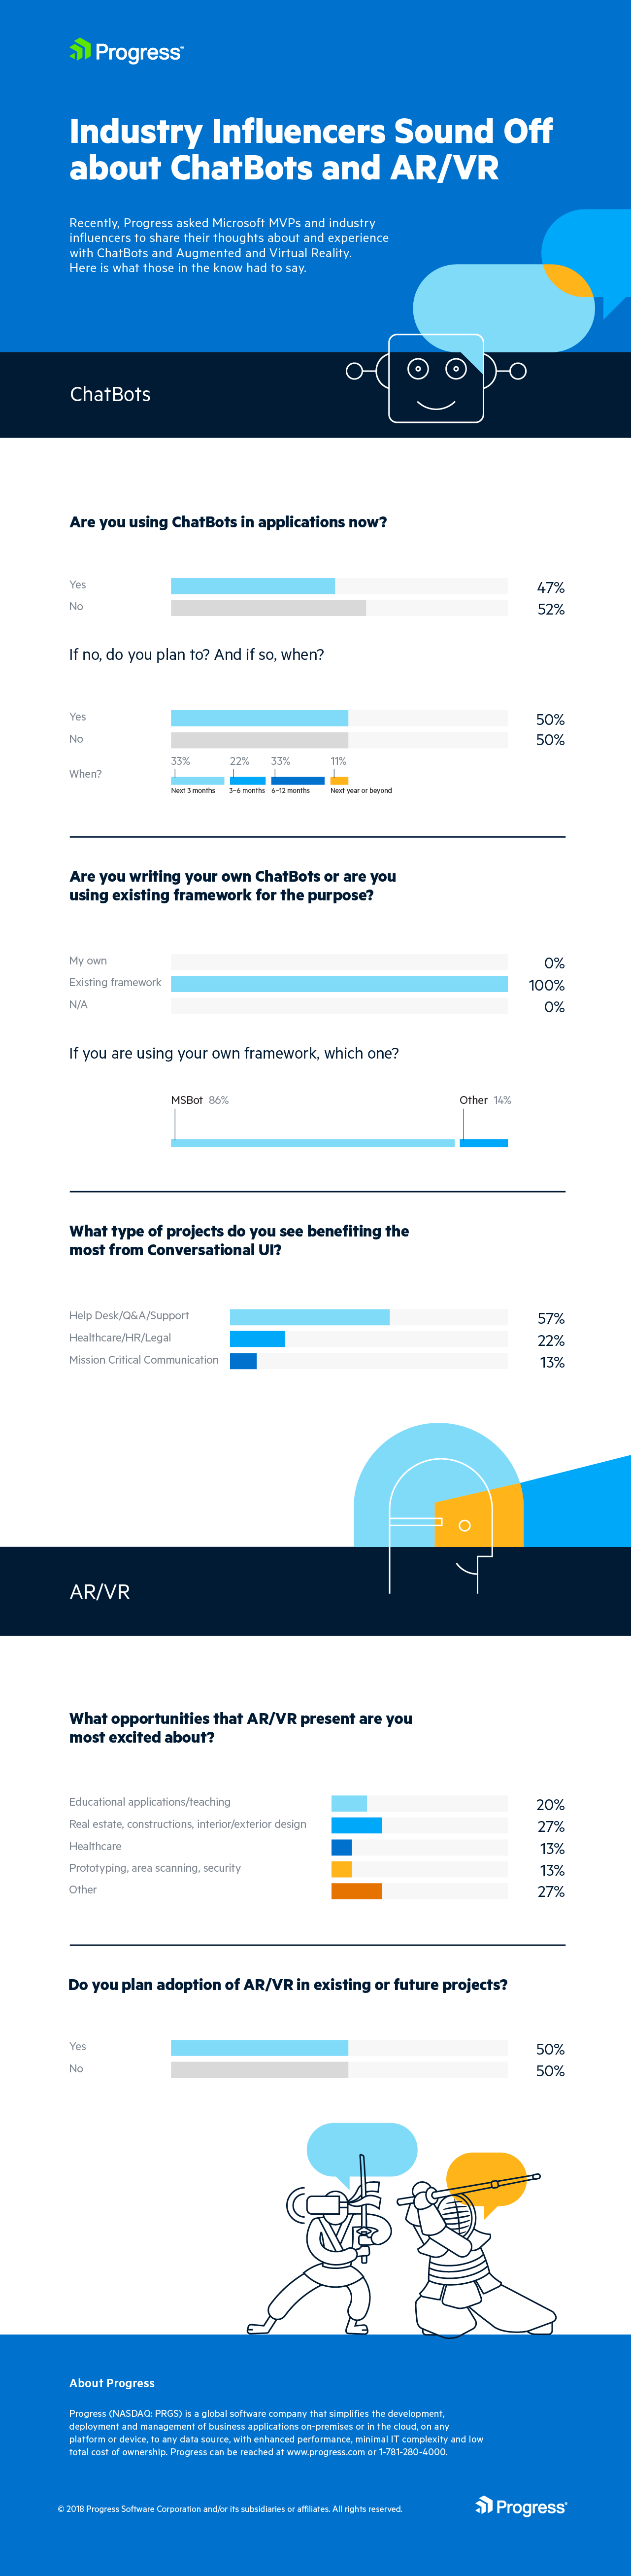 Progress®
Industry Influencers Sound Off
about ChatBots and AR/VR
Recently, Progress asked Microsoft MVPs and industry
influencers to share their thoughts about and experience
with ChatBots and Augmented and Virtual Reality.
Here is what those in the know had to say.
ChatBots
Are you using ChatBots in applications now?
Yes 47%
No 52%
If no, do you plan to? And if so, when?
Yes 50%
No 50%
33% 22% 33% 11%
When?
Next 3 months 3–6 months 6–12 months Next year or beyond
Are you writing your own ChatBots or are you
using existing framework for the purpose?
My own 0%
Existing framework 100%
N/A 0%
If you are using your own framework, which one?
MSBot 86% Other 14%
What type of projects do you see benefiting the
most from Conversational UI?
Help Desk/Q&A/Support 57%
Healthcare/HR/Legal 22%
Mission Critical Communication 13%
AR/VR
What opportunities that AR/VR present are you
most excited about?
Educational applications/teaching 20%
Real estate, constructions, interior/exterior design 27%
Healthcare 13%
Prototyping, area scanning, security 13%
Other 27%
Do you plan adoption of AR/VR in existing or future projects?
Yes 50%
No 50%
About Progress
Progress (NASDAQ: PRGS) is a global software company that simplifies the development,
deployment and management of business applications on-premises or in the cloud, on any
platform or device, to any data source, with enhanced performance, minimal IT complexity and low
total cost of ownership. Progress can be reached at www.progress.com or 1-781-280-4000.
© 2018 Progress Software Corporation and/or its subsidiaries or affiliates. All rights reserved.
Progress®